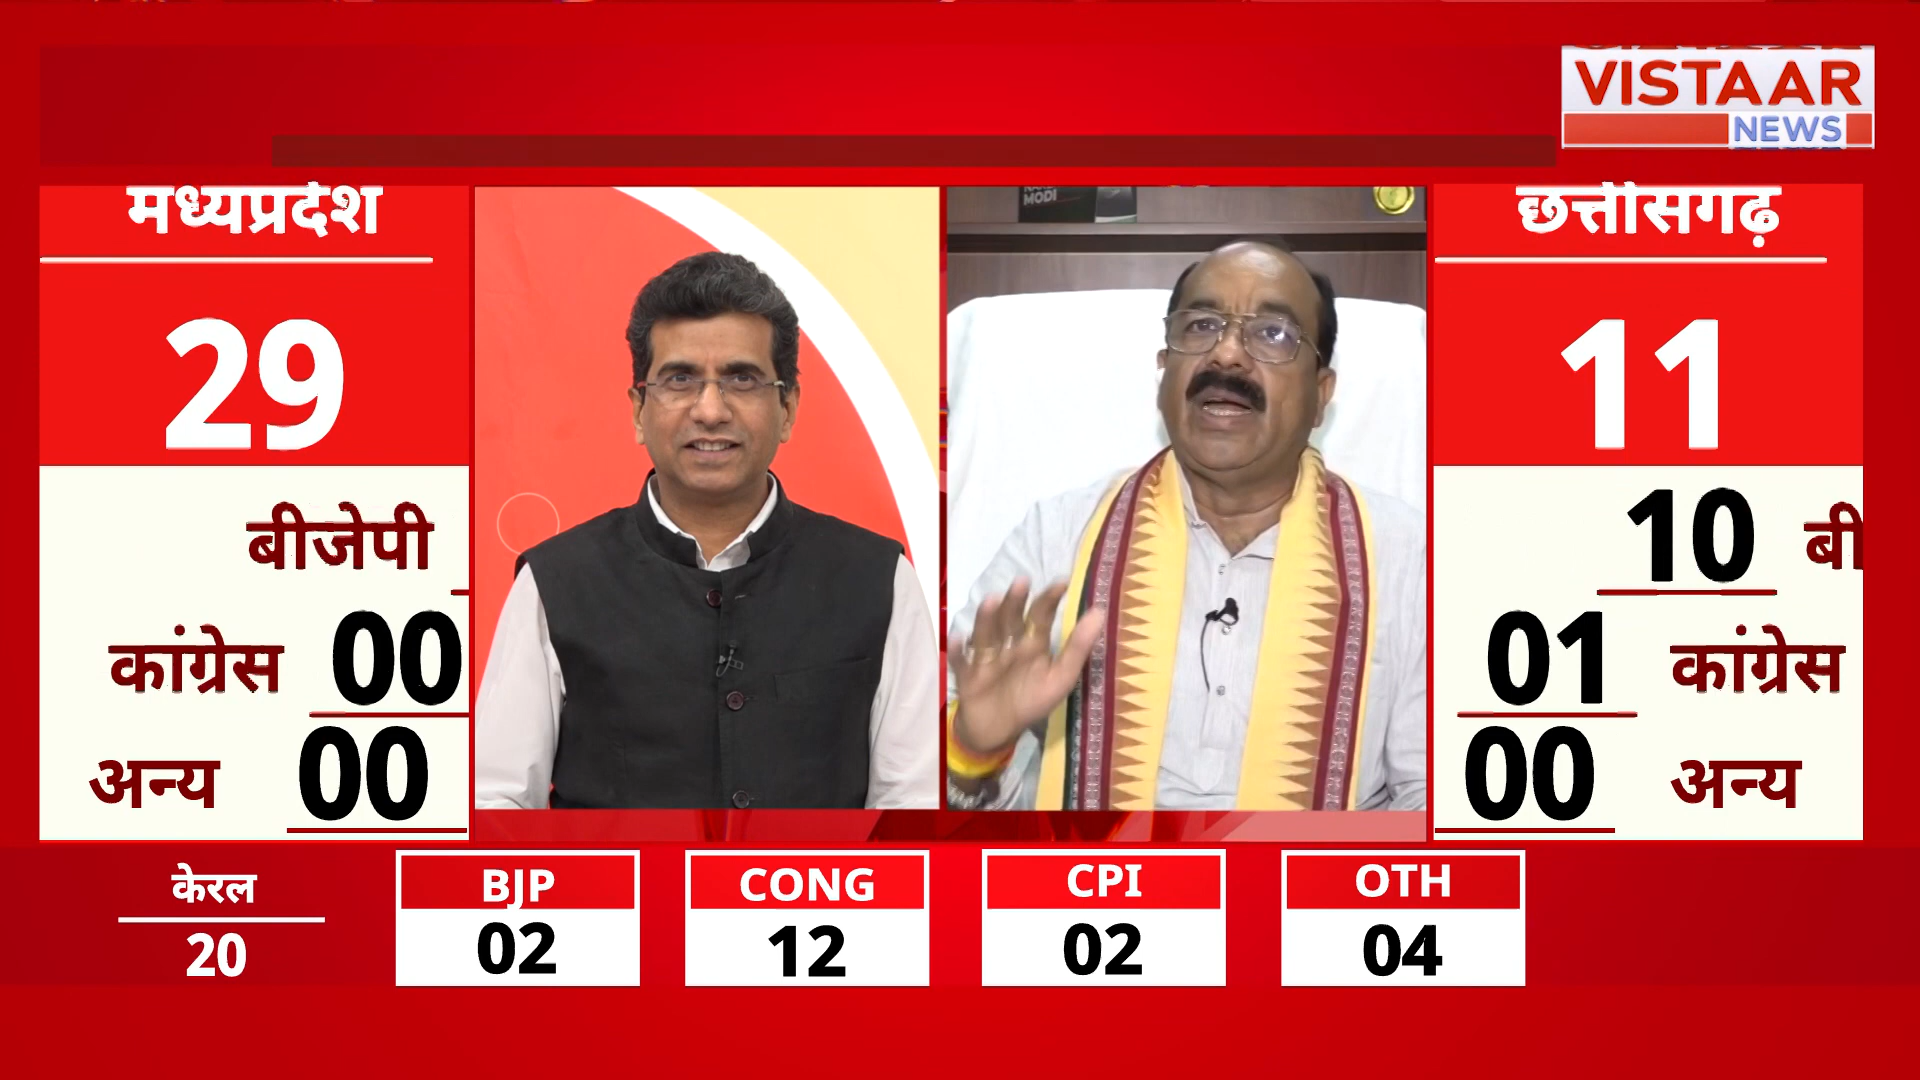 VISTAAR
NEWS
मध्यप्रदेश
29
बीजेपी
कांग्रेस 00
अन्य 00
MODI
छत्तीसगढ़
11
10 बी
01 कांग्रेस
00 अन्य
केरल
20
BJP
02
CONG
12
CPI
02
OTH
04